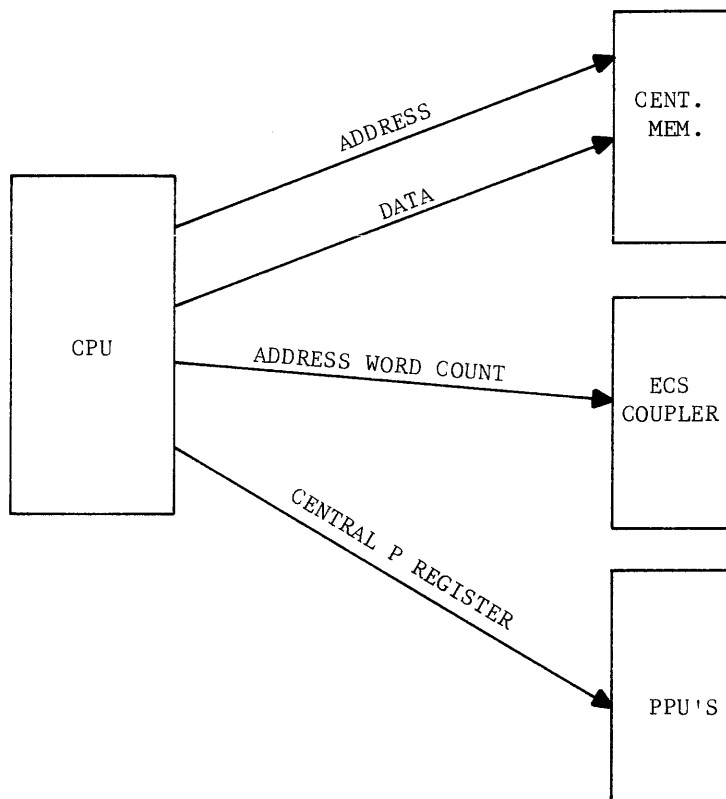 ADDRESS
CENT.
MEM.
DATA
CPU
ADDRESS WORD COUNT
ECS
COUPLER
CENTRAL P REGISTER
PPU'S